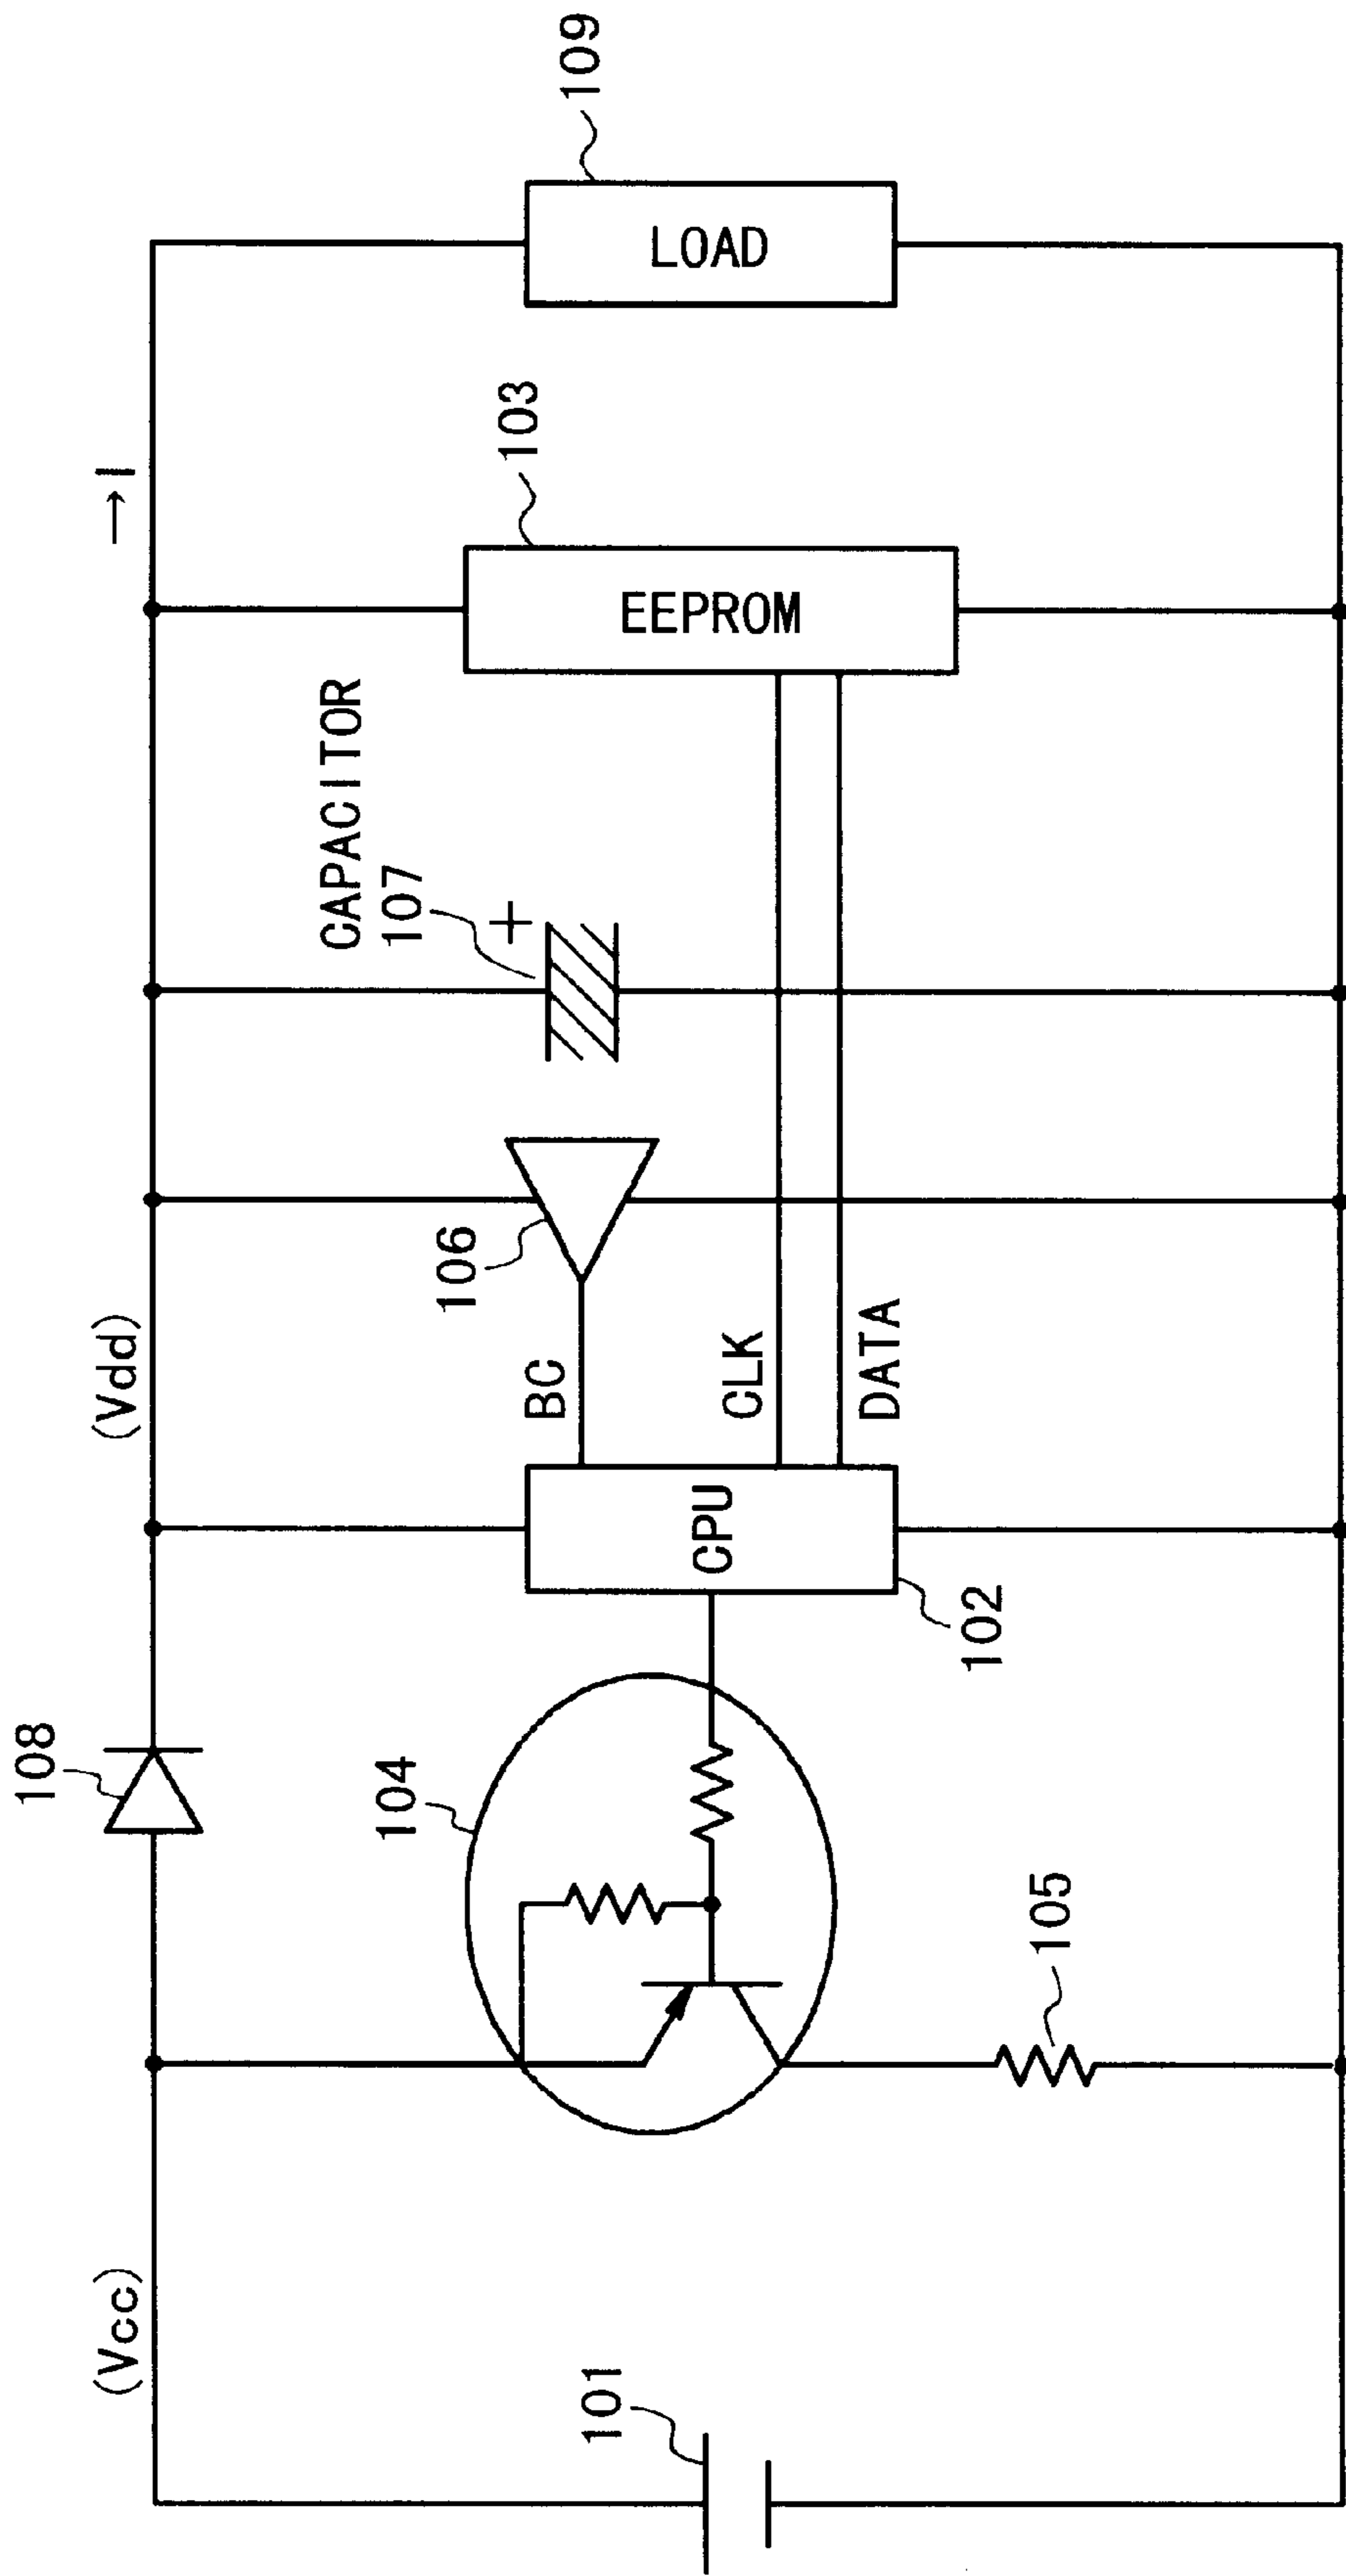 (Vcc)
(Vdd)
→I
108
101
104
105
CPU
102
BC
CLK
DATA
106
CAPACITOR
107
+
EEPROM
103
LOAD
109